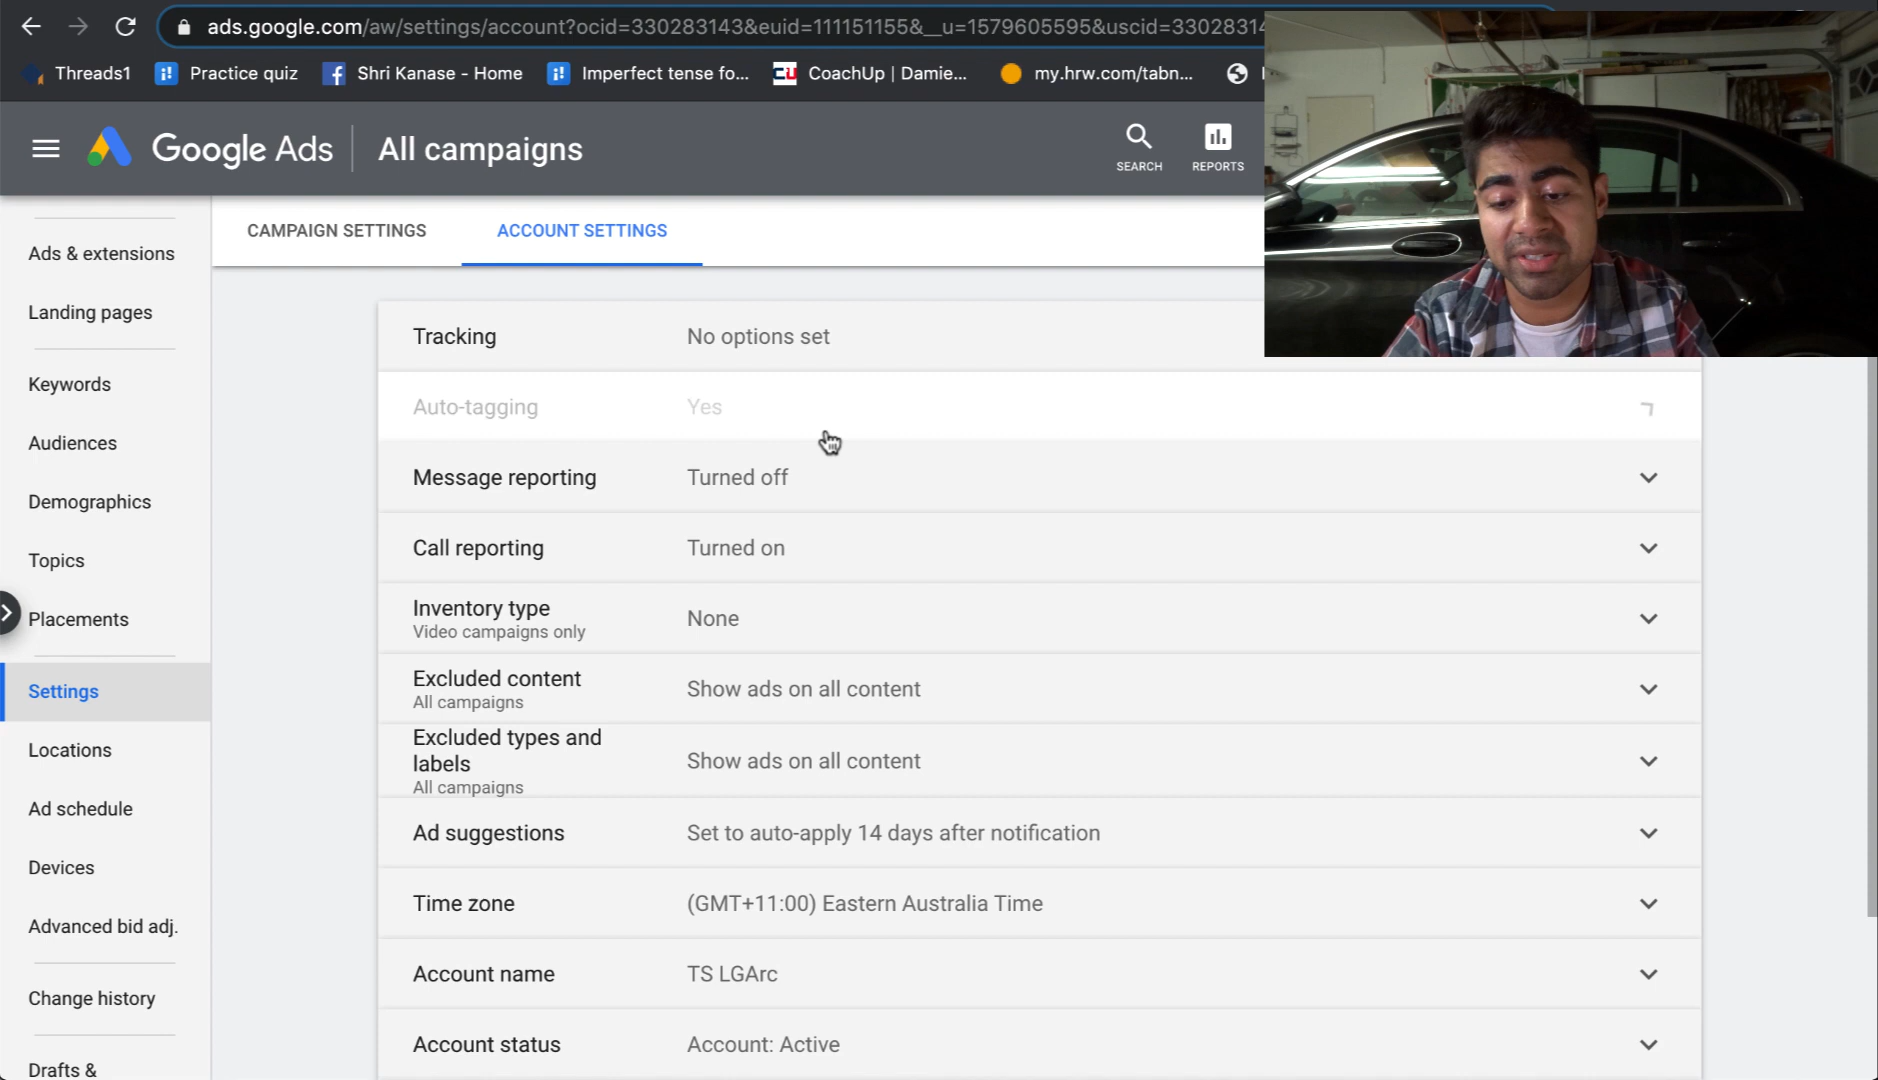 ads.google.com/aw/settings/account?ocid=330283143&euid=111151155&__u=1579605595&uscid=33028314
Threads1 Practice quiz Shri Kanase - Home Imperfect tense fo... CoachUp | Damie... my.hrw.com/tabn...
Google Ads All campaigns
SEARCH REPORTS
CAMPAIGN SETTINGS ACCOUNT SETTINGS
Ads & extensions
Landing pages
Keywords
Audiences
Demographics
Topics
Placements
Settings
Locations
Ad schedule
Devices
Advanced bid adj.
Change history
Drafts &
Tracking No options set
Auto-tagging Yes
Message reporting Turned off
Call reporting Turned on
Inventory type None
Video campaigns only
Excluded content Show ads on all content
All campaigns
Excluded types and
labels Show ads on all content
All campaigns
Ad suggestions Set to auto-apply 14 days after notification
Time zone (GMT+11:00) Eastern Australia Time
Account name TS LGArc
Account status Account: Active